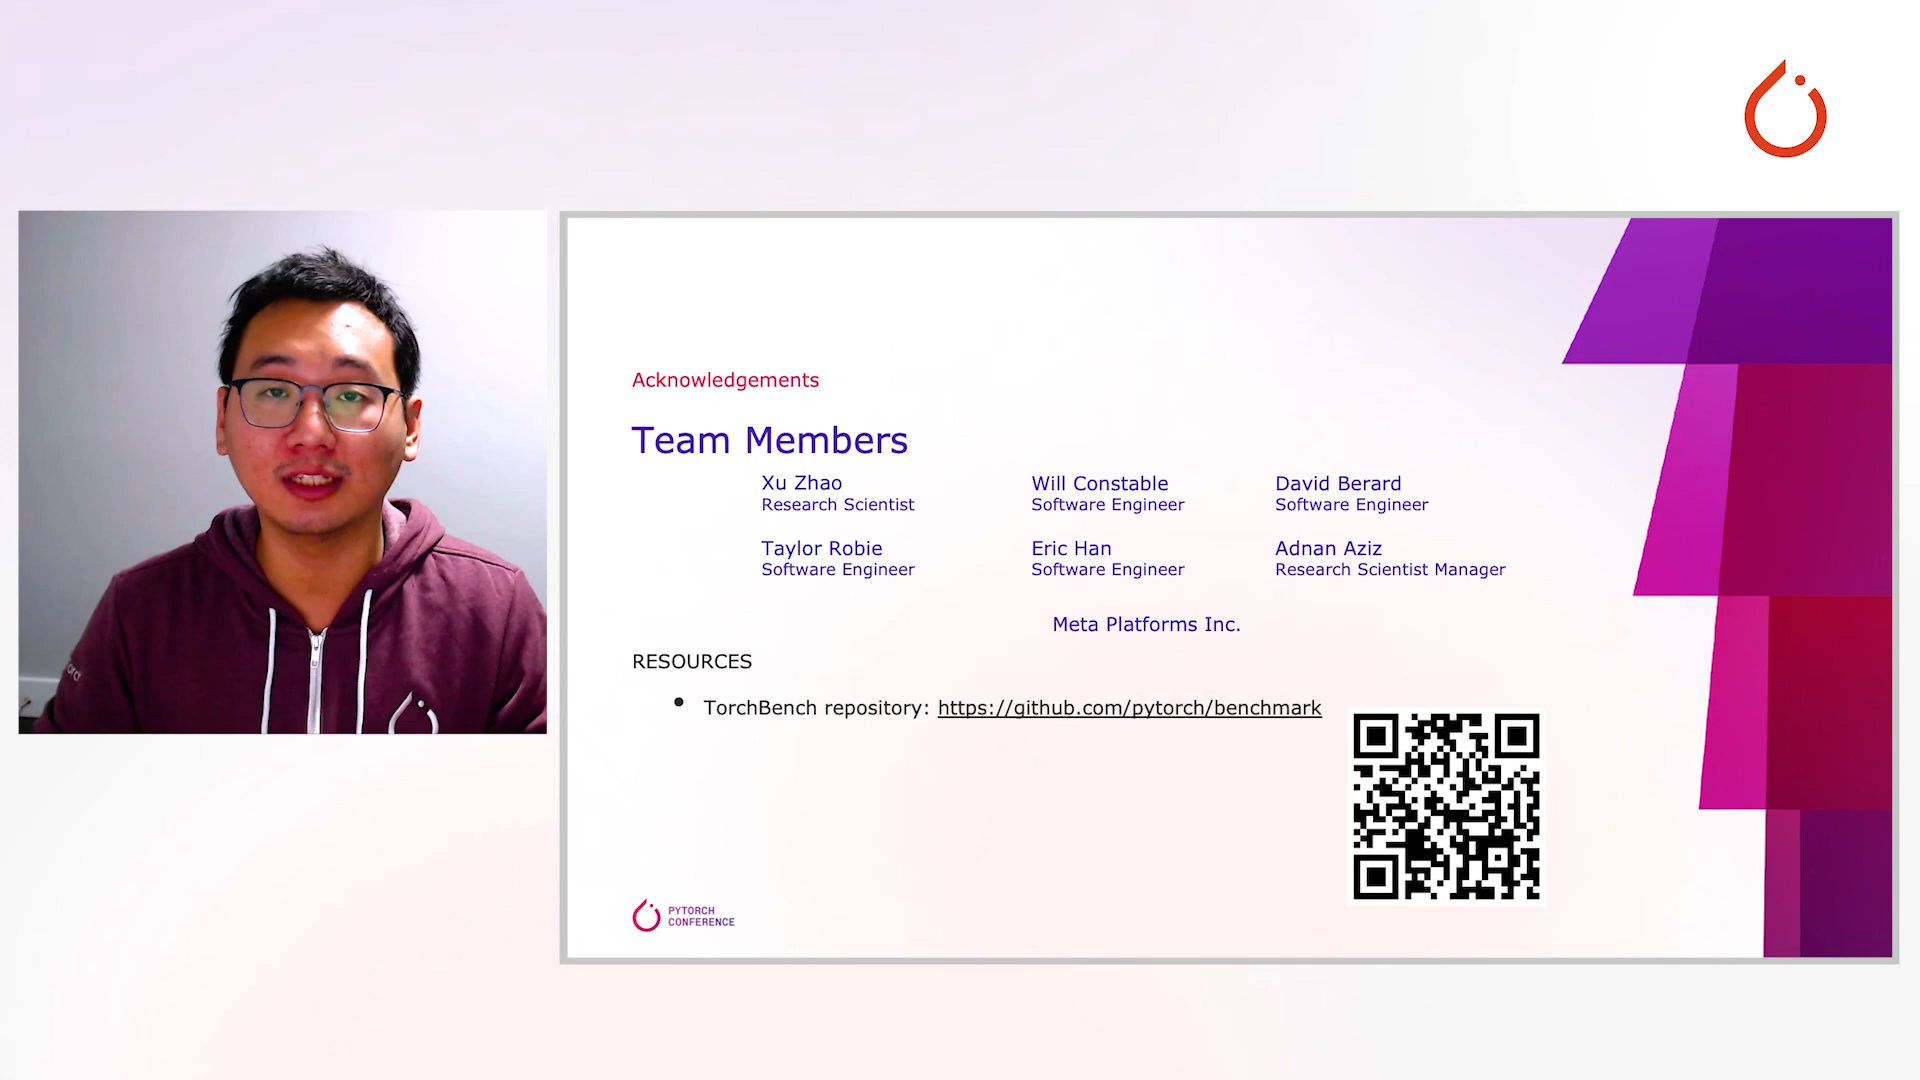 Acknowledgements
Team Members
Xu Zhao
Research Scientist
Will Constable
Software Engineer
David Berard
Software Engineer
Taylor Robie
Software Engineer
Eric Han
Software Engineer
Adnan Aziz
Research Scientist Manager
Meta Platforms Inc.
RESOURCES
• TorchBench repository: https://github.com/pytorch/benchmark
PYTORCH
CONFERENCE